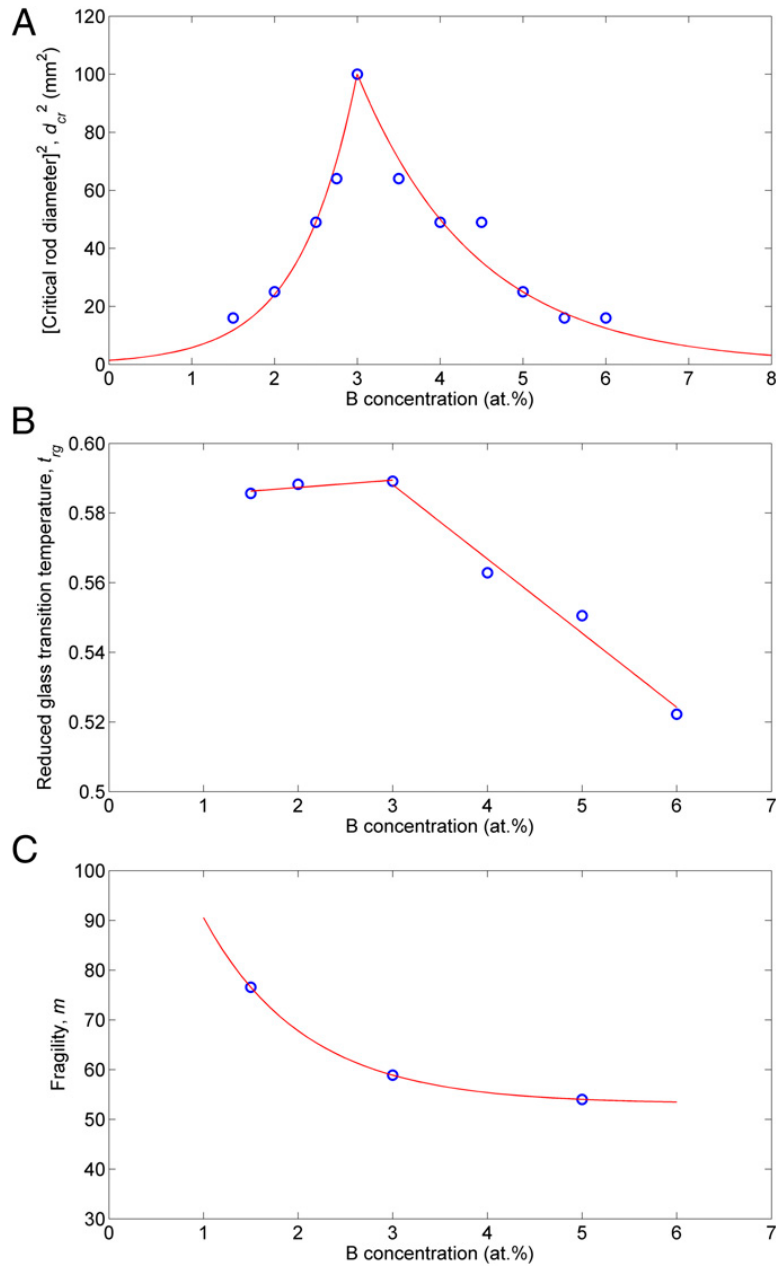 A
[Critical rod diameter]², d_cr² (mm²)
120
100
80
60
40
20
0
0 1 2 3 4 5 6 7 8
B concentration (at.%)
B
Reduced glass transition temperature, t_rg
0.60
0.58
0.56
0.54
0.52
0.5
0 1 2 3 4 5 6 7
B concentration (at.%)
C
Fragility, m
100
90
80
70
60
50
40
30
0 1 2 3 4 5 6 7
B concentration (at.%)